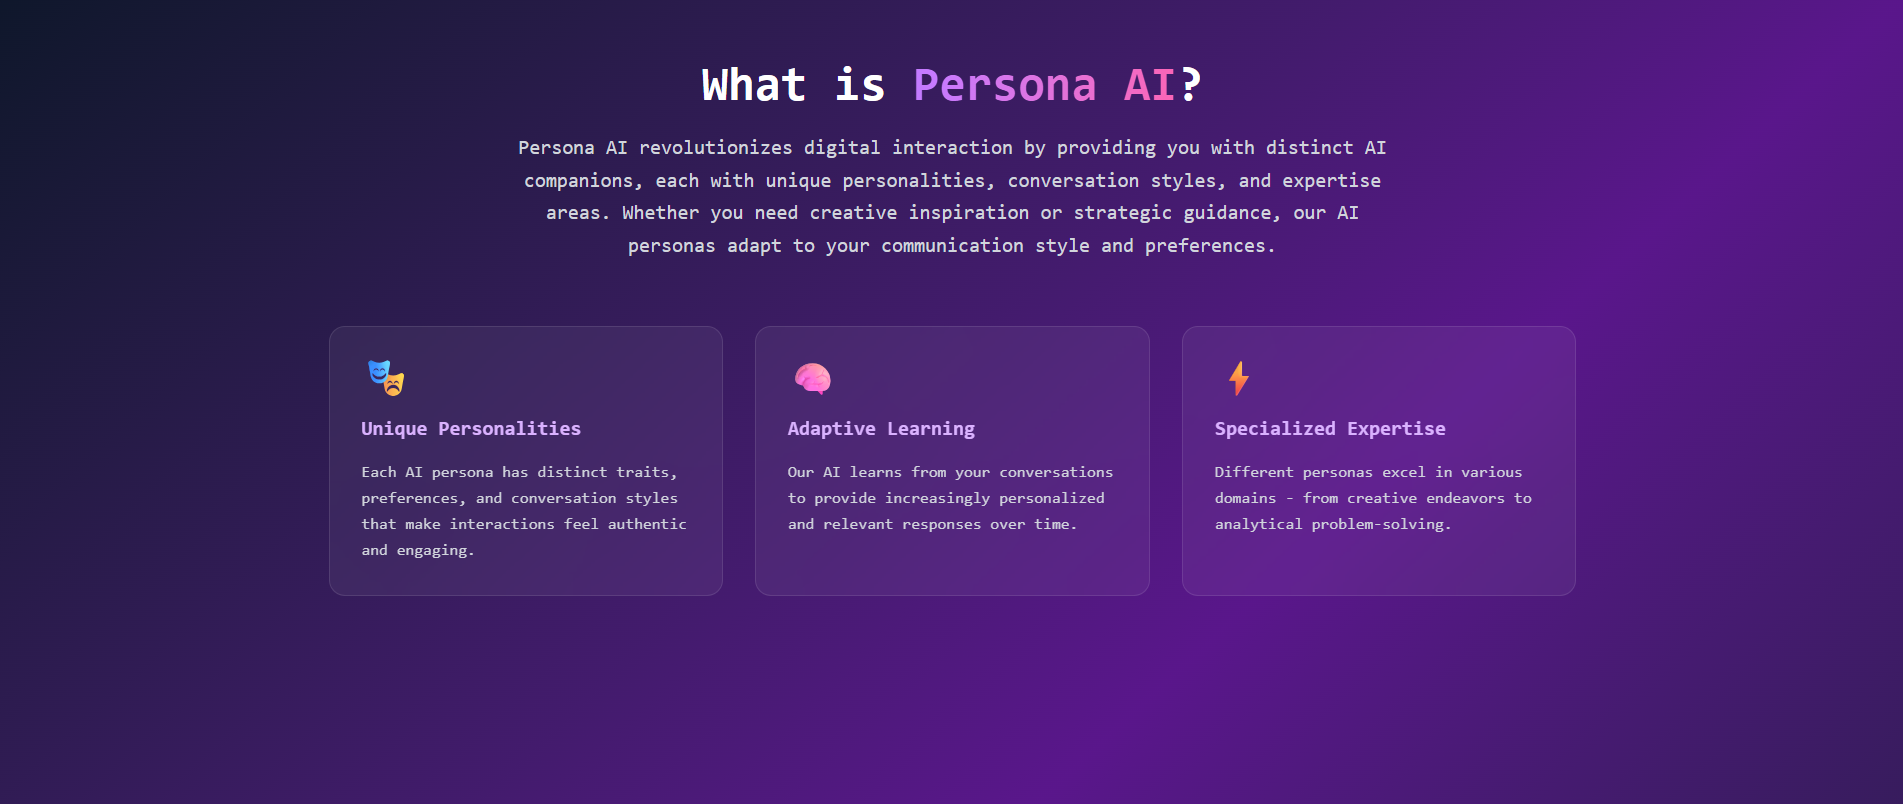 What is Persona AI?
Persona AI revolutionizes digital interaction by providing you with distinct AI
companions, each with unique personalities, conversation styles, and expertise
areas. Whether you need creative inspiration or strategic guidance, our AI
personas adapt to your communication style and preferences.
Unique Personalities
Each AI persona has distinct traits,
preferences, and conversation styles
that make interactions feel authentic
and engaging.
Adaptive Learning
Our AI learns from your conversations
to provide increasingly personalized
and relevant responses over time.
Specialized Expertise
Different personas excel in various
domains - from creative endeavors to
analytical problem-solving.